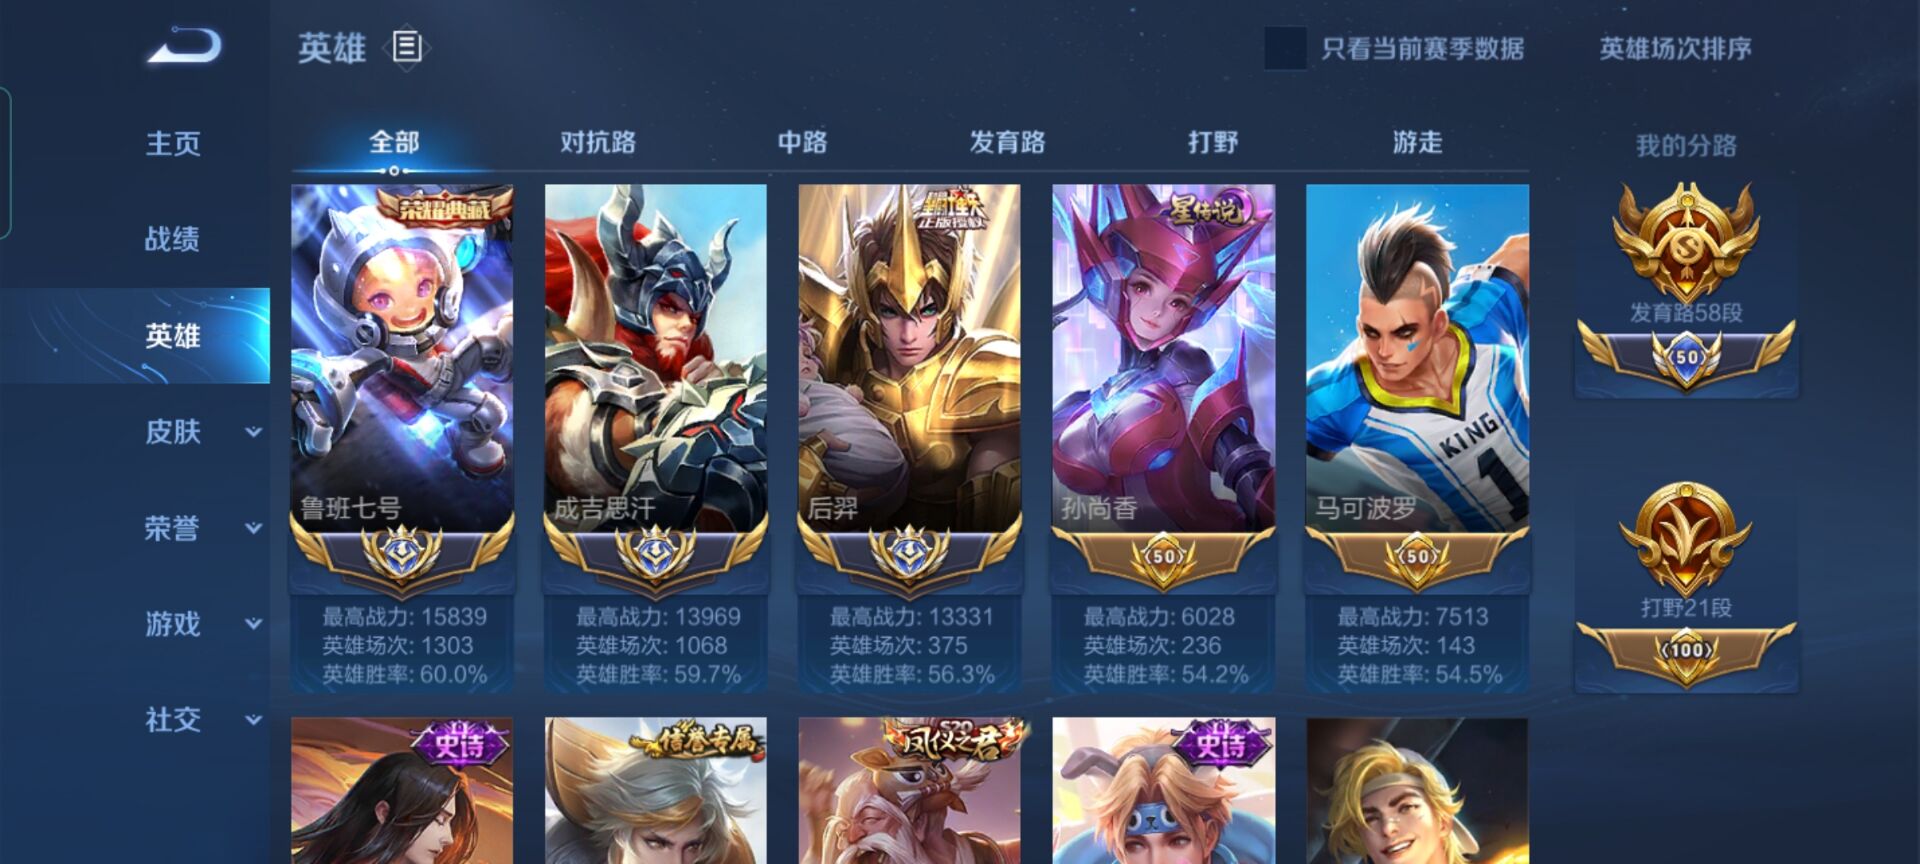 英雄
只看当前赛季数据
英雄场次排序
主页
战绩
英雄
皮肤
荣誉
游戏
社交
全部
对抗路
中路
发育路
打野
游走
我的分路
荣耀典藏
鲁班七号
最高战力: 15839
英雄场次: 1303
英雄胜率: 60.0%
成吉思汗
最高战力: 13969
英雄场次: 1068
英雄胜率: 59.7%
正版授权
后羿
最高战力: 13331
英雄场次: 375
英雄胜率: 56.3%
星传说
孙尚香
50
最高战力: 6028
英雄场次: 236
英雄胜率: 54.2%
KING
1
马可波罗
50
最高战力: 7513
英雄场次: 143
英雄胜率: 54.5%
发育路58段
50
打野21段
100
史诗
信誉专属
S20
凤仪之君
史诗